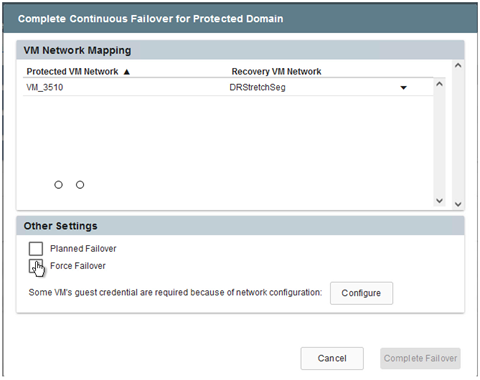 Complete Continuous Failover for Protected Domain
VM Network Mapping
Protected VM Network ▲ Recovery VM Network
VM_3510 DRStretchSeg
Other Settings
Planned Failover
Force Failover
Some VM's guest credential are required because of network configuration: Configure
Cancel Complete Failover